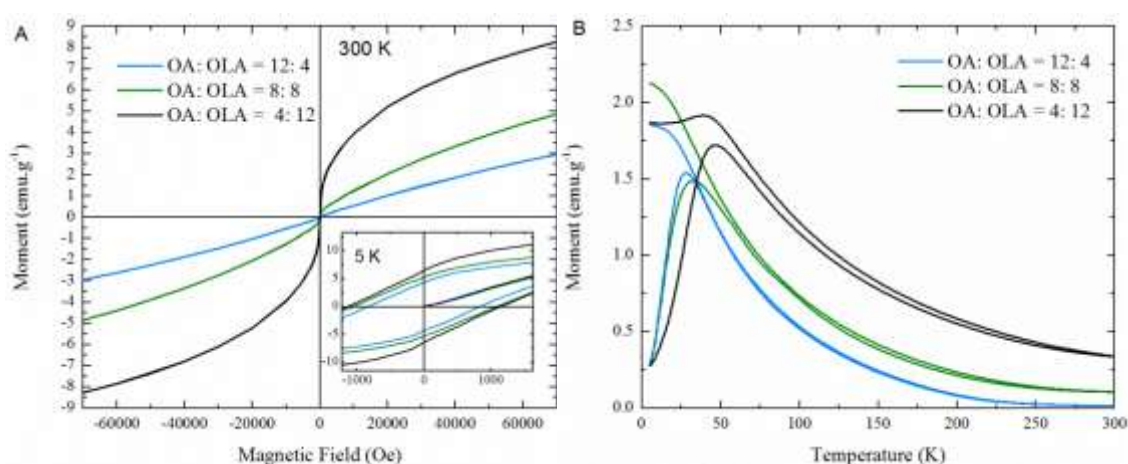 A
300 K
OA: OLA = 12: 4
OA: OLA = 8: 8
OA: OLA = 4: 12
9
8
7
6
5
4
3
2
1
0
-1
-2
-3
-4
-5
-6
-7
-8
-9
Moment (emu.g⁻¹)
5 K
10
5
0
-5
-10
-1000 0 1000
-60000 -40000 -20000 0 20000 40000 60000
Magnetic Field (Oe)
B
OA: OLA = 12: 4
OA: OLA = 8: 8
OA: OLA = 4: 12
2.5
2.0
1.5
1.0
0.5
0.0
Moment (emu.g⁻¹)
0 50 100 150 200 250 300
Temperature (K)